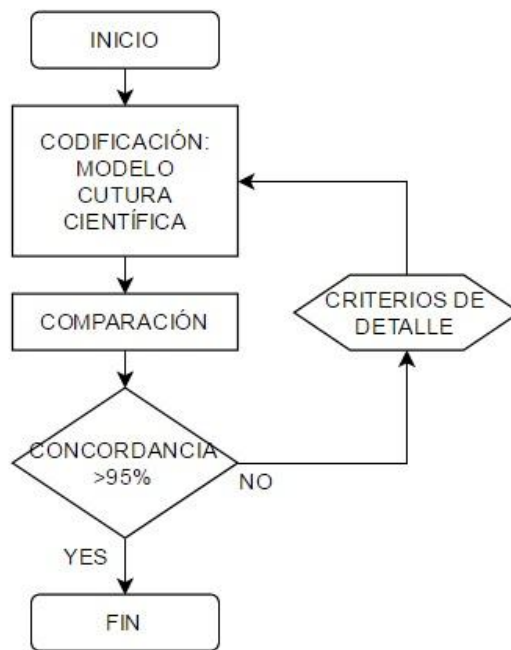 INICIO
CODIFICACIÓN:
MODELO
CUTURA
CIENTÍFICA
COMPARACIÓN
CRITERIOS DE
DETALLE
CONCORDANCIA
>95%
NO
YES
FIN